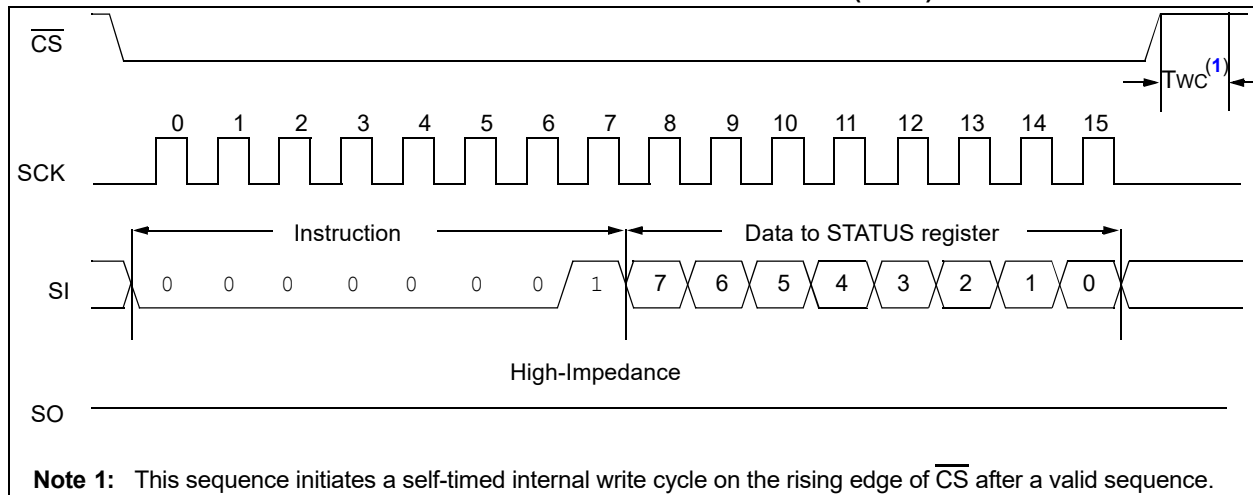 CS
TWC(1)
0 1 2 3 4 5 6 7 8 9 10 11 12 13 14 15
SCK
Instruction Data to STATUS register
SI 0 0 0 0 0 0 0 1 7 6 5 4 3 2 1 0
High-Impedance
SO
Note 1: This sequence initiates a self-timed internal write cycle on the rising edge of CS after a valid sequence.